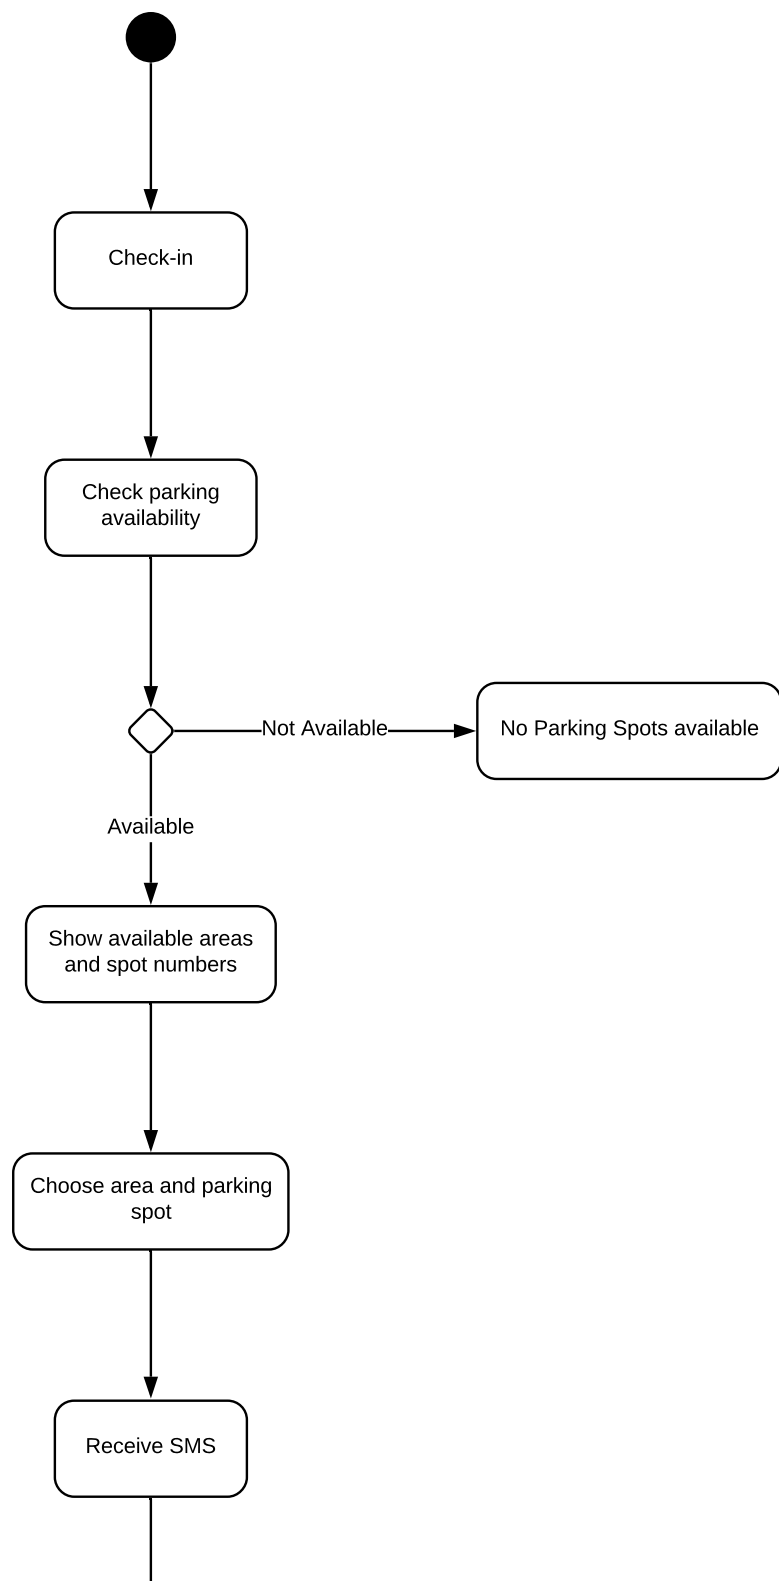 Check-in
Check parking
availability
Not Available
No Parking Spots available
Available
Show available areas
and spot numbers
Choose area and parking
spot
Receive SMS